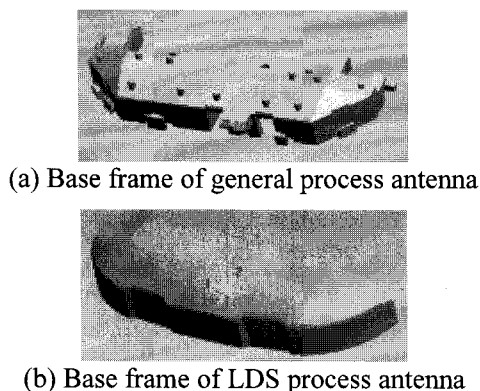 (a) Base frame of general process antenna
(b) Base frame of LDS process antenna